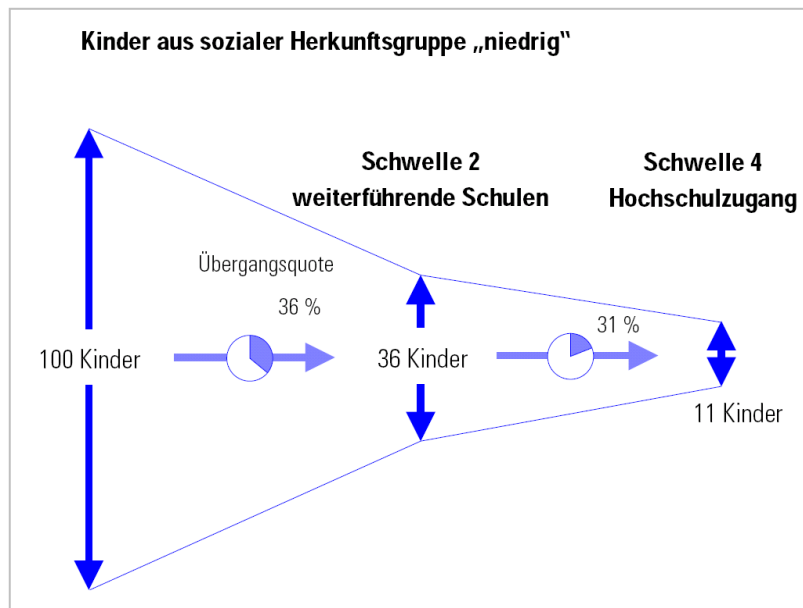 Kinder aus sozialer Herkunftsgruppe „niedrig“
Schwelle 2
weiterführende Schulen
Schwelle 4
Hochschulzugang
Übergangsquote
36 %
31 %
100 Kinder
36 Kinder
11 Kinder